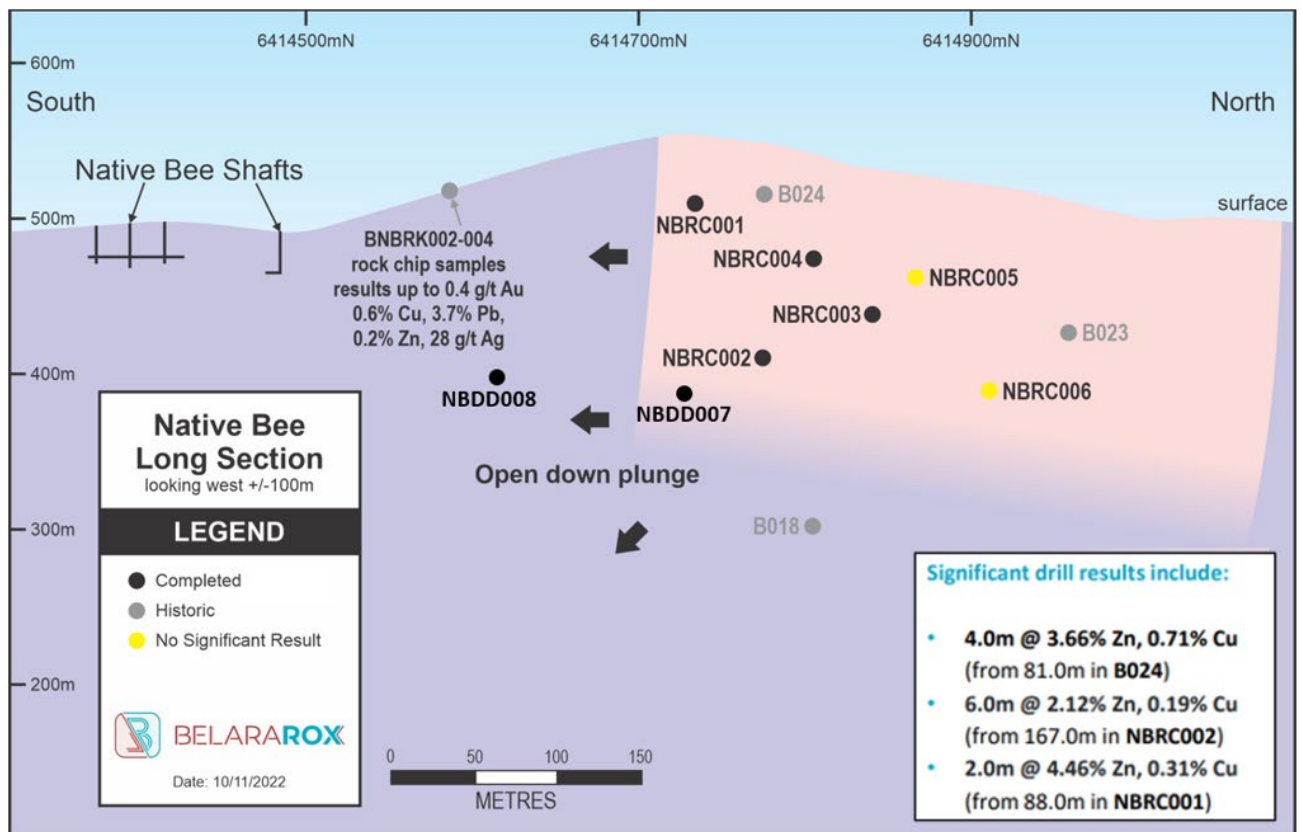 6414500mN
6414700mN
6414900mN
600m
South
North
Native Bee Shafts
B024
surface
500m
NBRC001
BNBRK002-004
rock chip samples
results up to 0.4 g/t Au
0.6% Cu, 3.7% Pb,
0.2% Zn, 28 g/t Ag
NBRC004
NBRC005
NBRC003
B023
NBRC002
400m
NBDD008
NBDD007
NBRC006
Open down plunge
300m
B018
200m
Native Bee
Long Section
looking west +/-100m
LEGEND
Completed
Historic
No Significant Result
BELARAROX
Date: 10/11/2022
0 50 100 150
METRES
Significant drill results include:
• 4.0m @ 3.66% Zn, 0.71% Cu
(from 81.0m in B024)
• 6.0m @ 2.12% Zn, 0.19% Cu
(from 167.0m in NBRC002)
• 2.0m @ 4.46% Zn, 0.31% Cu
(from 88.0m in NBRC001)